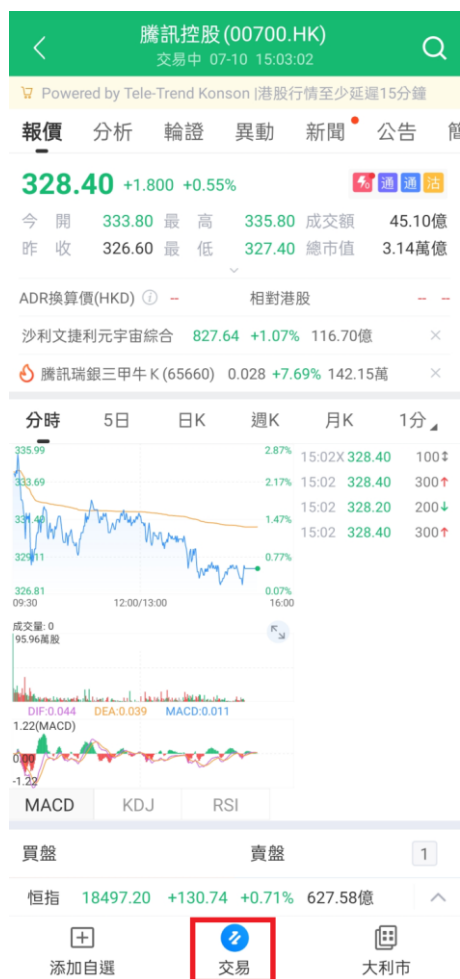 騰訊控股(00700.HK)
交易中 07-10 15:03:02
Powered by Tele-Trend Konson |港股行情至少延遲15分鐘
報價 分析 輪證 異動 新聞 公告 簡
328.40 +1.800 +0.55% 通 通 沽
今開 333.80 最高 335.80 成交額 45.10億
昨收 326.60 最低 327.40 總市值 3.14萬億
ADR換算價(HKD) -- 相對港股 -- --
沙利文捷利元宇宙綜合 827.64 +1.07% 116.70億 ×
騰訊瑞銀三甲牛K(65660) 0.028 +7.69% 142.15萬 ×
分時 5日 日K 週K 月K 1分
335.99 2.87% 15:02X 328.40 100
333.69 2.17% 15:02 328.40 300↑
15:02 328.20 200↓
331.40 1.47% 15:02 328.40 300↑
329.11 0.77%
326.81 0.07%
09:30 12:00/13:00 16:00
成交量: 0
95.96萬股
DIF:0.044 DEA:0.039 MACD:0.011
1.22(MACD)
0.00
-1.22
MACD KDJ RSI
買盤 賣盤 1
恒指 18497.20 +130.74 +0.71% 627.58億
添加自選 交易 大利市